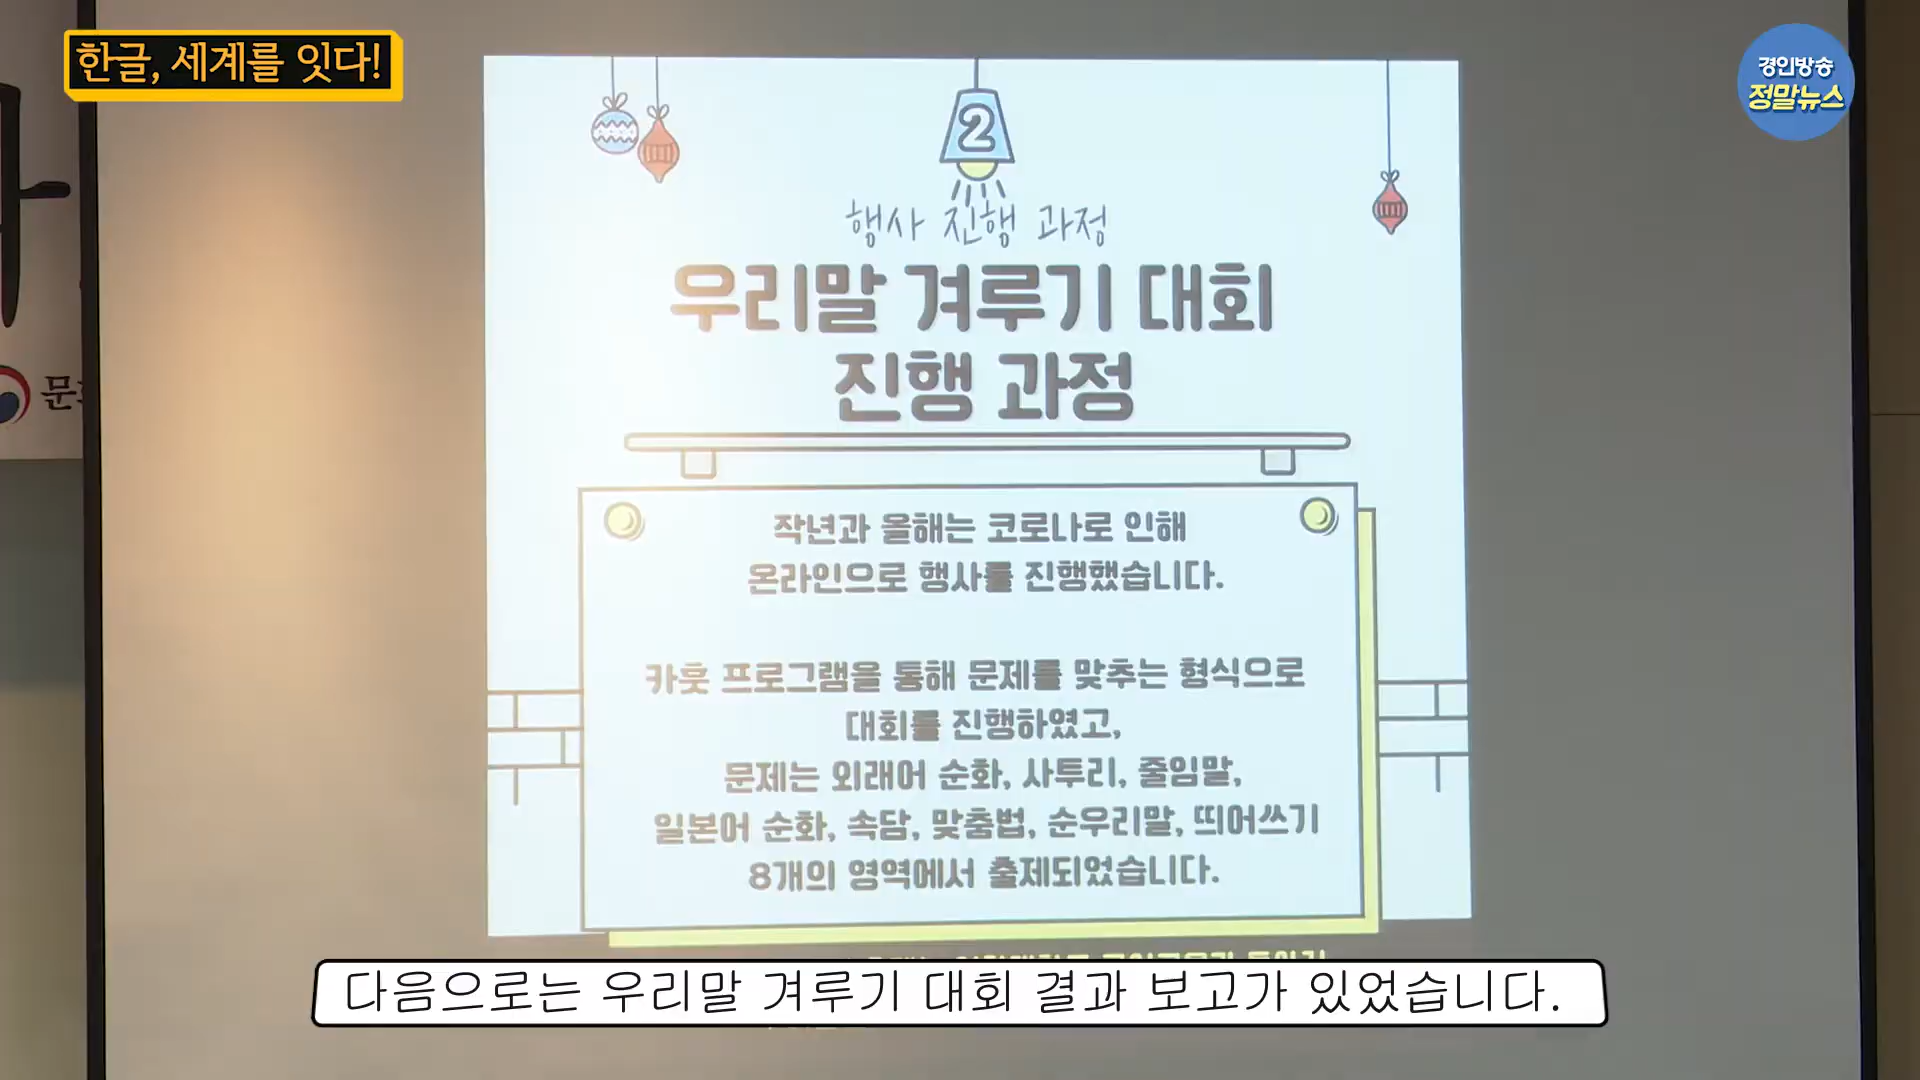 한글, 세계를 잇다!
경인방송
정말뉴스
2
행사 진행 과정
우리말 겨루기 대회
진행 과정
작년과 올해는 코로나로 인해
온라인으로 행사를 진행했습니다.
카훗 프로그램을 통해 문제를 맞추는 형식으로
대회를 진행하였고,
문제는 외래어 순화, 사투리, 줄임말,
일본어 순화, 속담, 맞춤법, 순우리말, 띄어쓰기
8개의 영역에서 출제되었습니다.
다음으로는 우리말 겨루기 대회 결과 보고가 있었습니다.